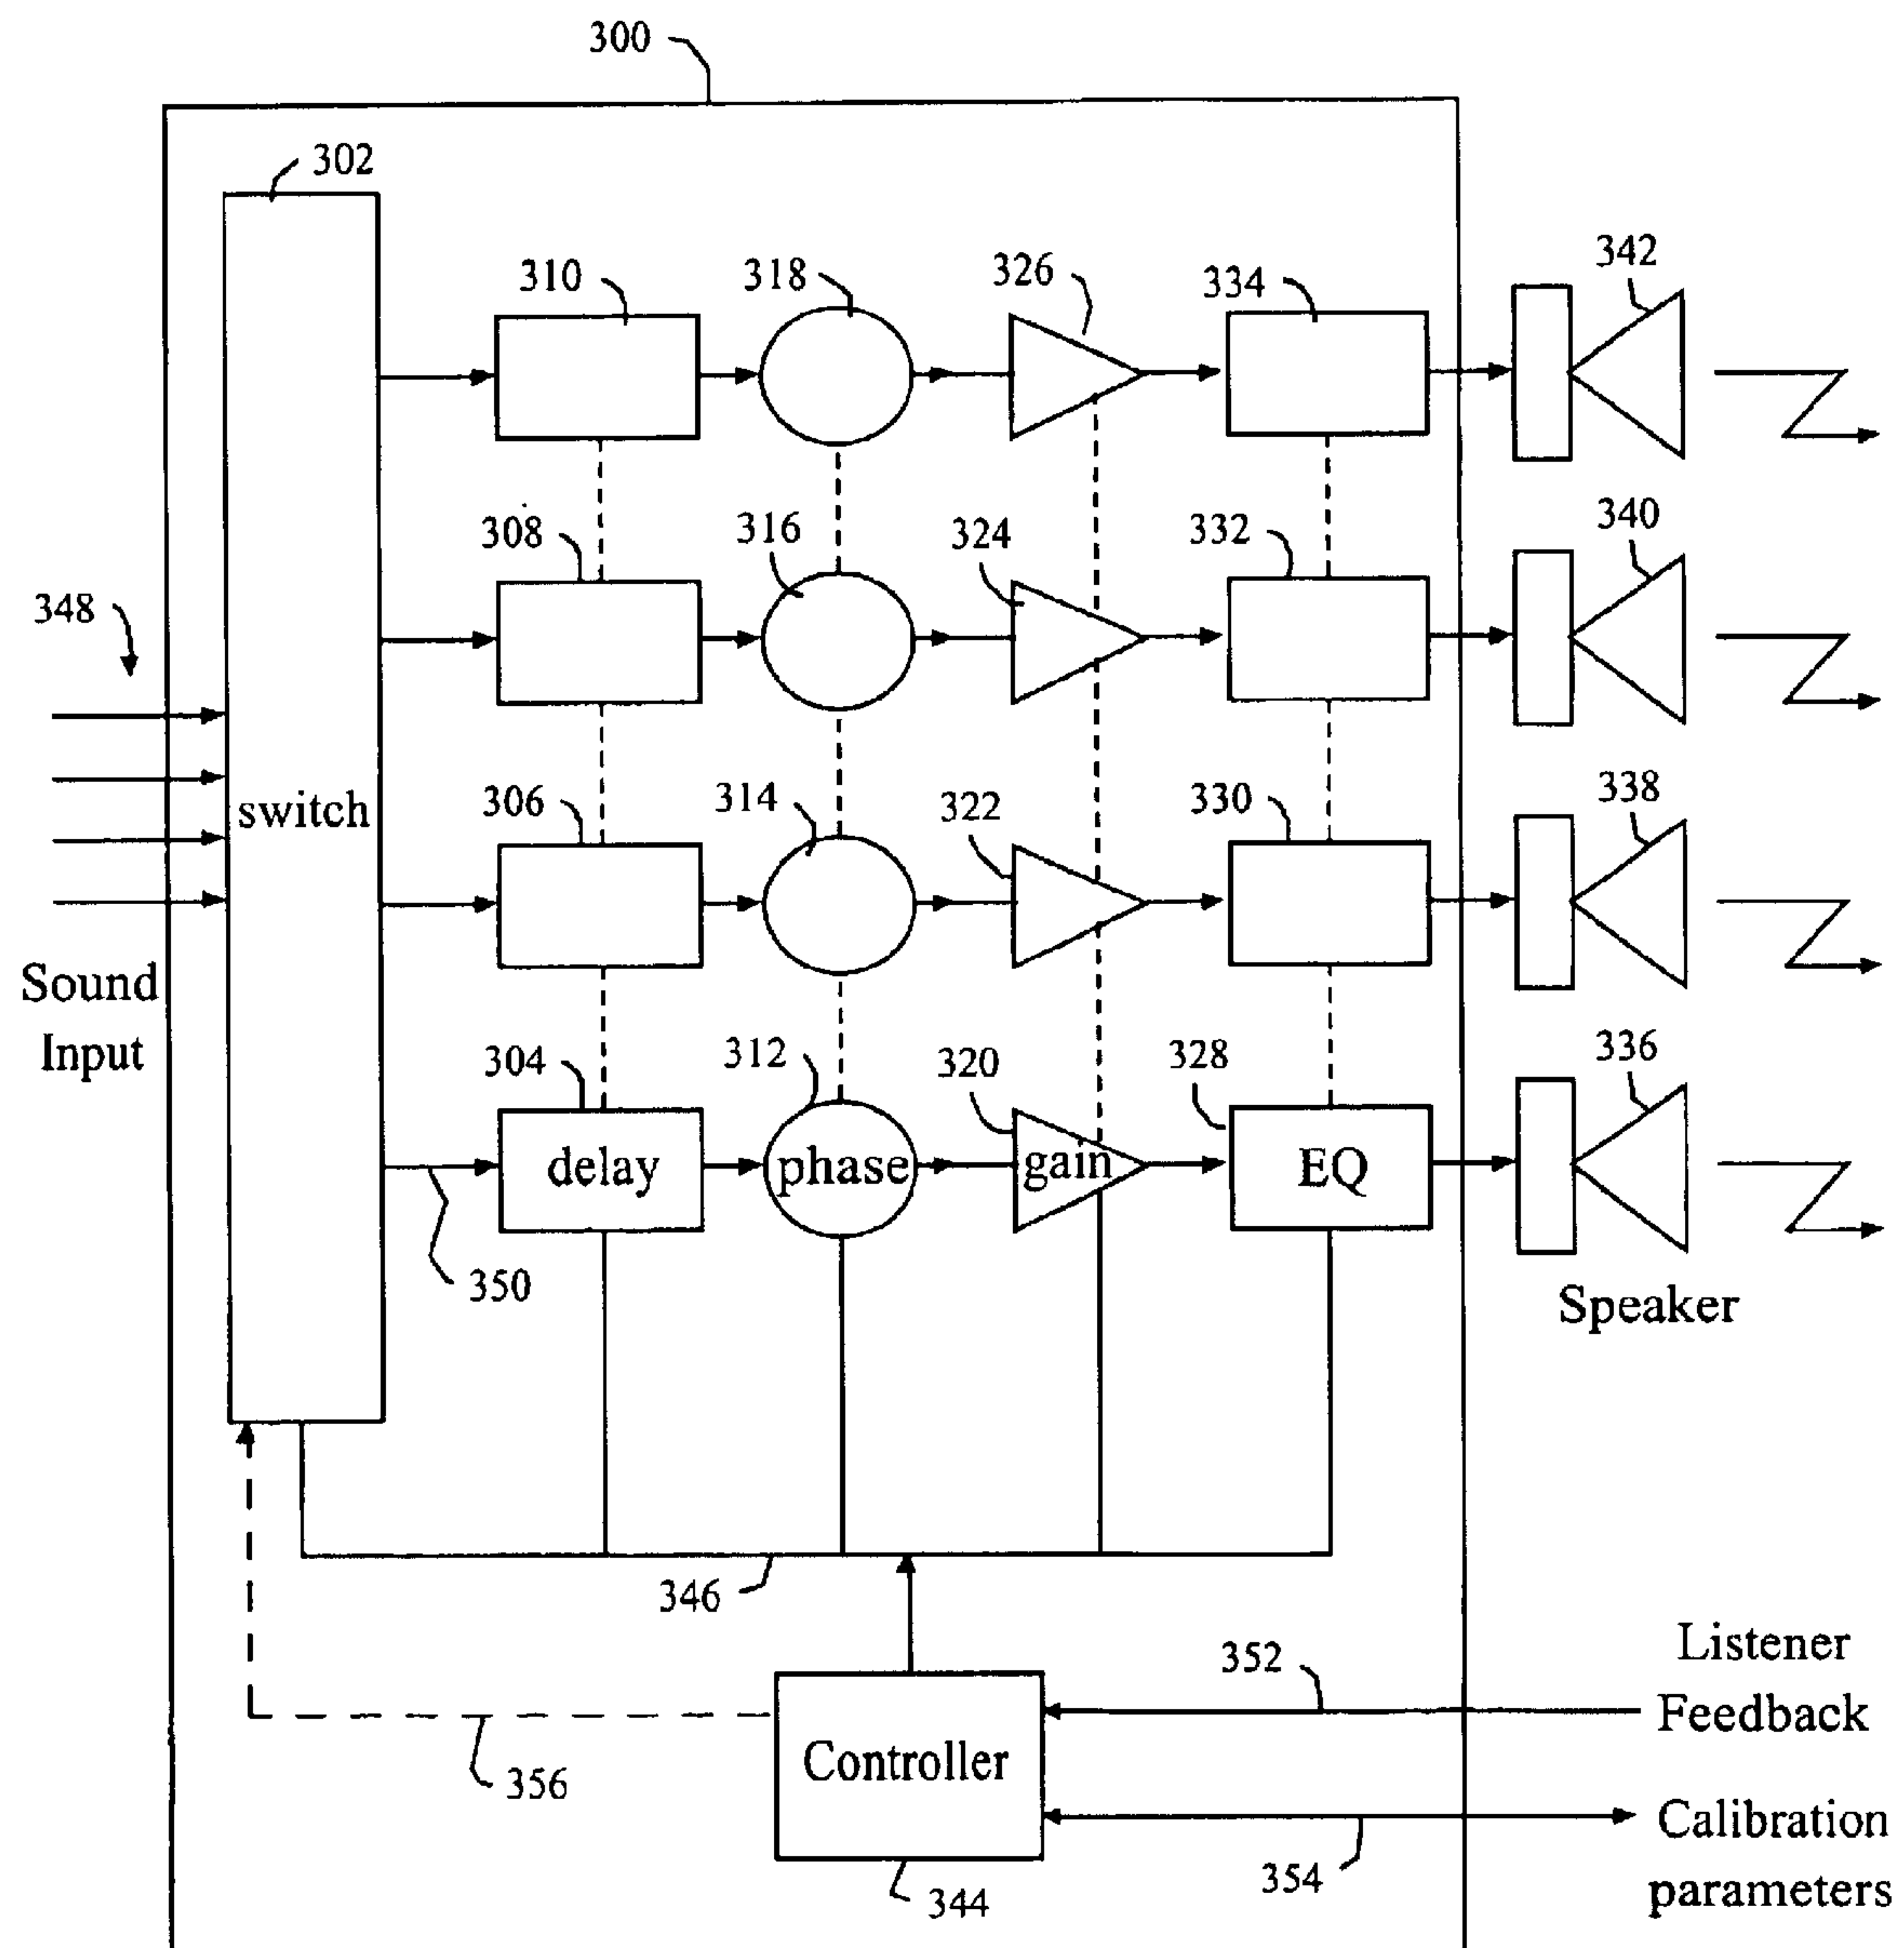 300
302
310
318
326
334
342
308
316
324
332
340
348
switch
306
314
322
330
338
Sound
Input
304
312
320
328
336
delay
phase
gain
EQ
350
Speaker
346
352
Listener
Feedback
Controller
356
Calibration
parameters
354
344